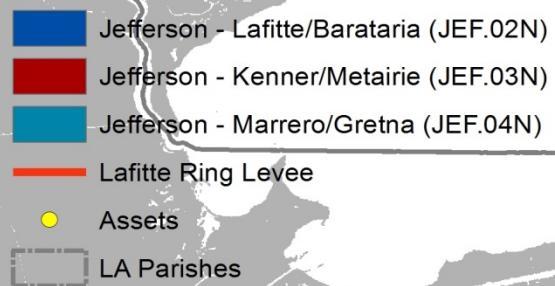 Jefferson - Lafitte/Barataria (JEF.02N)
Jefferson - Kenner/Metairie (JEF.03N)
Jefferson - Marrero/Gretna (JEF.04N)
Lafitte Ring Levee
Assets
LA Parishes